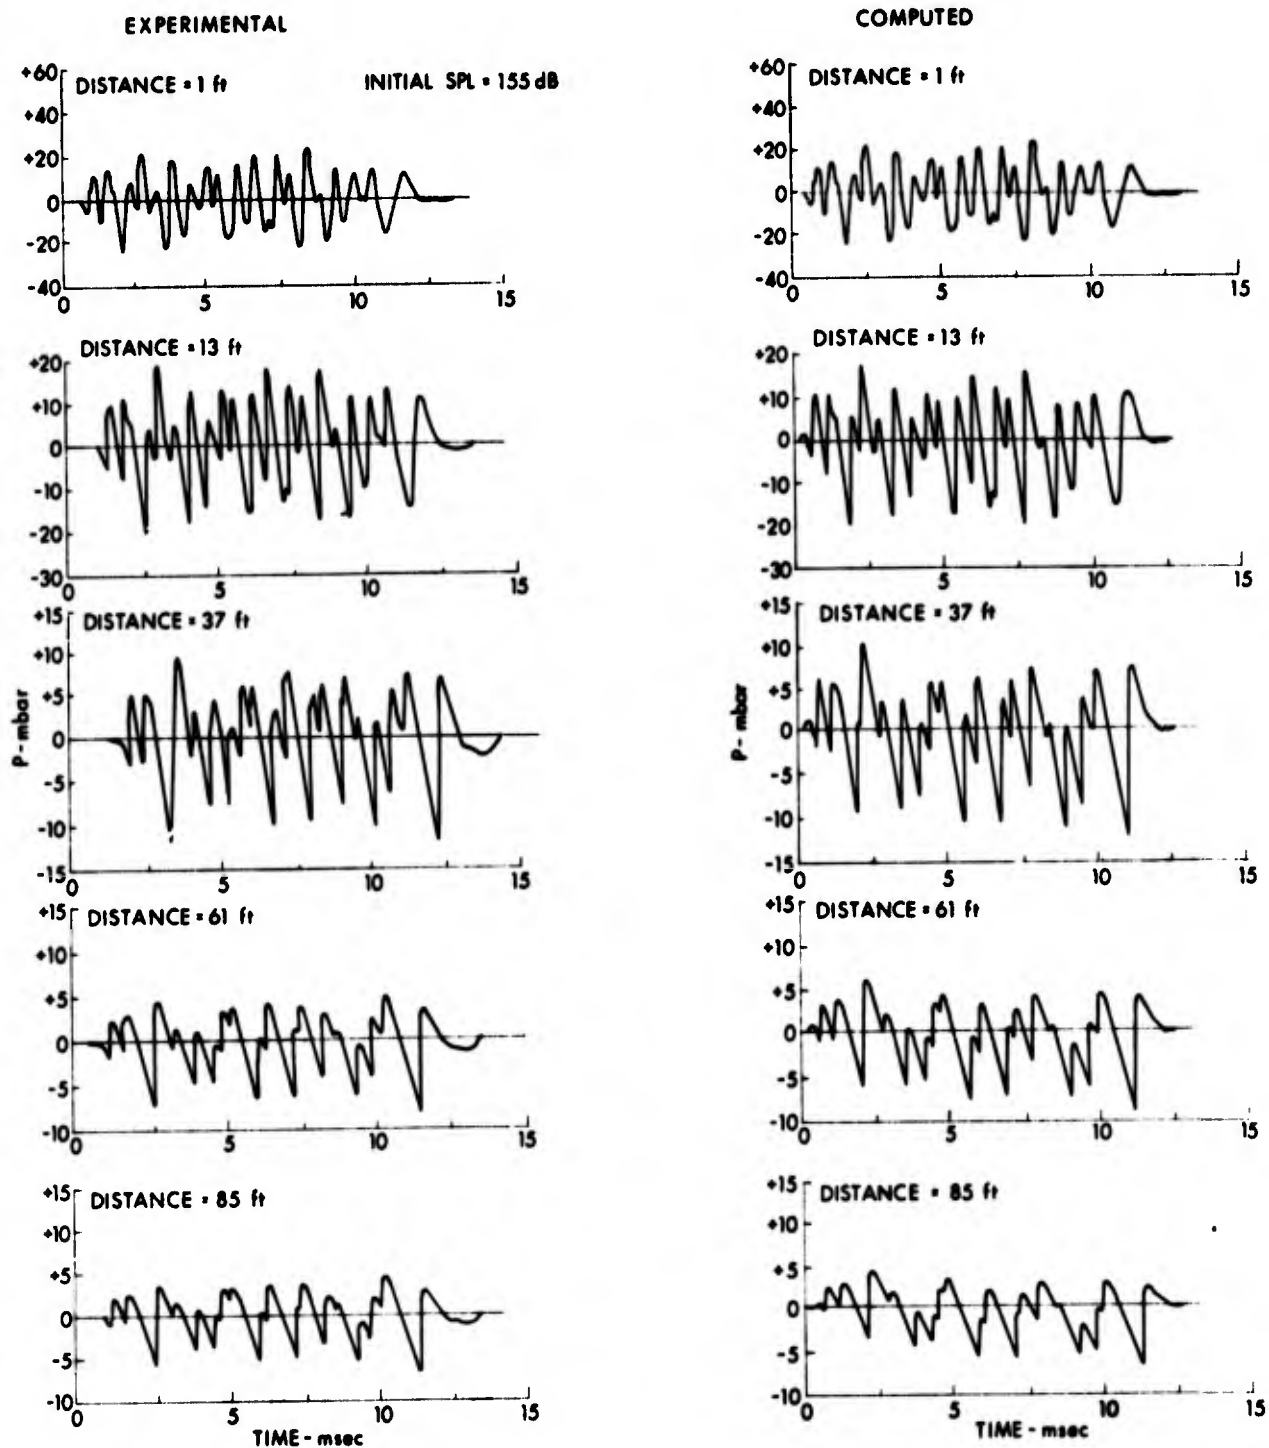 EXPERIMENTAL
DISTANCE = 1 ft
INITIAL SPL = 155 dB
+60
+40
+20
0
-20
-40
0 5 10 15
DISTANCE = 13 ft
+20
+10
0
-10
-20
-30
0 5 10 15
DISTANCE = 37 ft
+15
+10
+5
0
-5
-10
-15
0 5 10 15
P - mbar
DISTANCE = 61 ft
+15
+10
+5
0
-5
-10
0 5 10 15
DISTANCE = 85 ft
+15
+10
+5
0
-5
-10
0 5 10 15
TIME - msec
COMPUTED
DISTANCE = 1 ft
+60
+40
+20
0
-20
-40
0 5 10 15
DISTANCE = 13 ft
+20
+10
0
-10
-20
-30
0 5 10 15
DISTANCE = 37 ft
+15
+10
+5
0
-5
-10
-15
0 5 10 15
P - mbar
DISTANCE = 61 ft
+15
+10
+5
0
-5
-10
0 5 10 15
DISTANCE = 85 ft
+15
+10
+5
0
-5
-10
0 5 10 15
TIME - msec